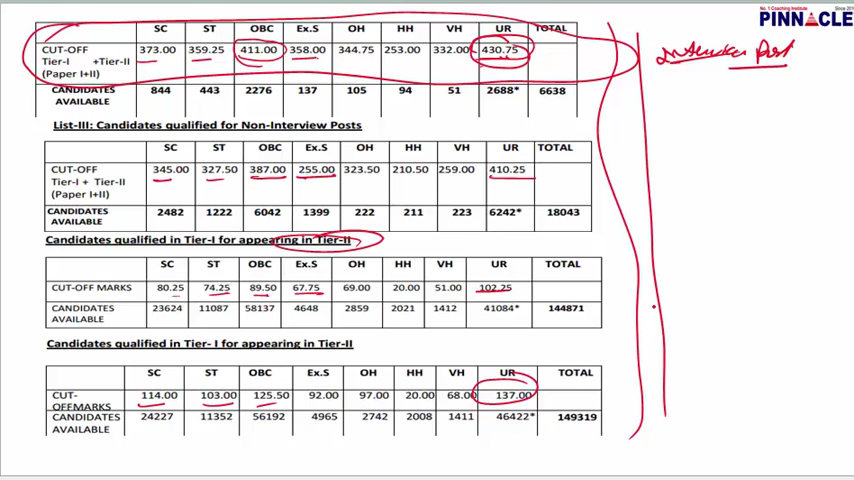 No. 1 Coaching Institute
PINNACLE
SC ST OBC Ex.S OH HH VH UR TOTAL
CUT-OFF 373.00 359.25 411.00 358.00 344.75 253.00 332.00 430.75
Tier-I +Tier-II
(Paper I+II)
CANDIDATES AVAILABLE 844 443 2276 137 105 94 51 2688* 6638
Interview Post
List-III: Candidates qualified for Non-Interview Posts
SC ST OBC Ex.S OH HH VH UR TOTAL
CUT-OFF 345.00 327.50 387.00 255.00 323.50 210.50 259.00 410.25
Tier-I + Tier-II
(Paper I+II)
CANDIDATES AVAILABLE 2482 1222 6042 1399 222 211 223 6242* 18043
Candidates qualified in Tier-I for appearing in Tier-II
SC ST OBC Ex.S OH HH VH UR TOTAL
CUT-OFF MARKS 80.25 74.25 89.50 67.75 69.00 20.00 51.00 102.25
CANDIDATES AVAILABLE 23624 11087 58137 4648 2859 2021 1412 41084* 144871
Candidates qualified in Tier- I for appearing in Tier-II
SC ST OBC Ex.S OH HH VH UR TOTAL
CUT-OFFMARKS 114.00 103.00 125.50 92.00 97.00 20.00 68.00 137.00
CANDIDATES AVAILABLE 24227 11352 56192 4965 2742 2008 1411 46422* 149319